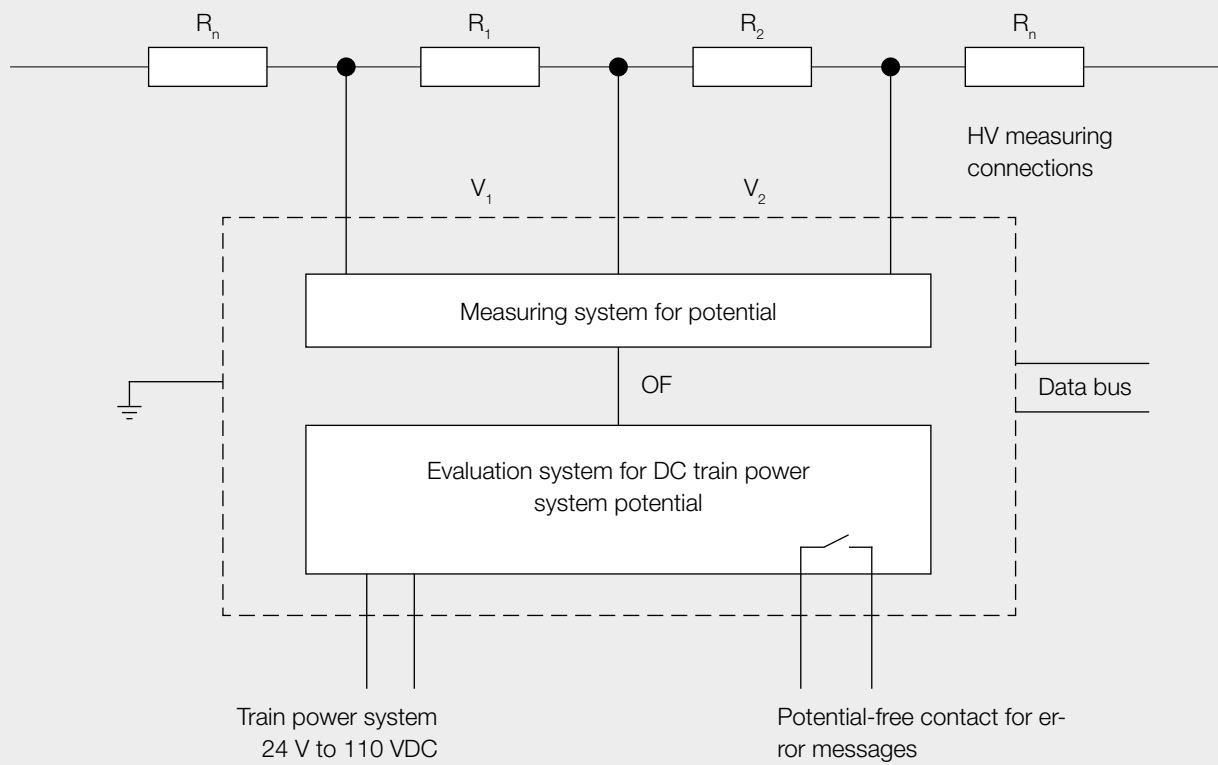 Rₙ
R₁
R₂
Rₙ
HV measuring
connections
V₁
V₂
Measuring system for potential
OF
Data bus
Evaluation system for DC train power
system potential
Train power system
24 V to 110 VDC
Potential-free contact for er-
ror messages